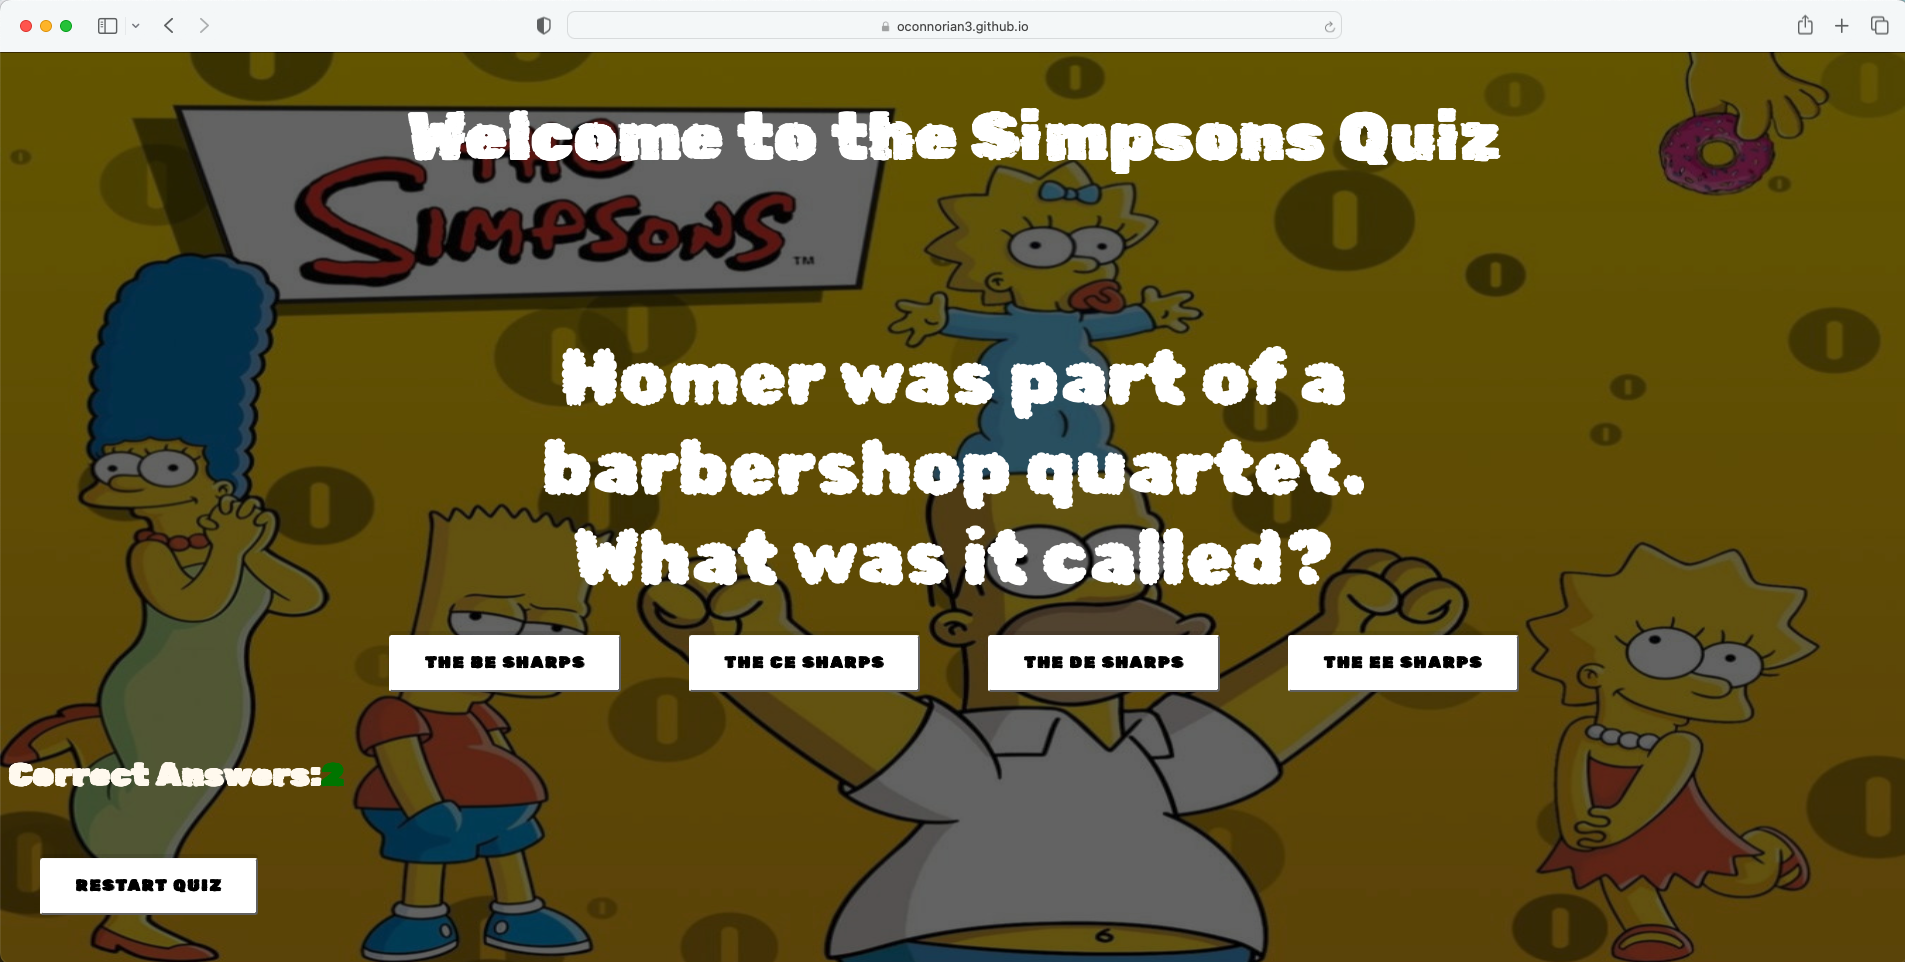 oconnorian3.github.io
Welcome to the Simpsons Quiz
THE
SIMPSONS
TM
Homer was part of a
barbershop quartet.
What was it called?
THE BE SHARPS
THE CE SHARPS
THE DE SHARPS
THE EE SHARPS
Correct Answers:2
RESTART QUIZ